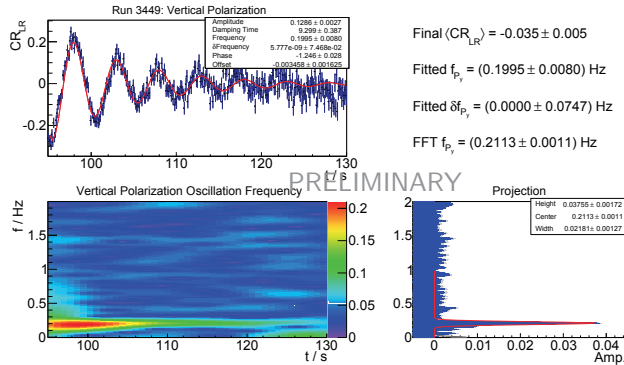 Run 3449: Vertical Polarization
CR_LR
Amplitude 0.1286 ± 0.0027
Damping Time 9.299 ± 0.387
Frequency 0.1995 ± 0.0080
δFrequency 5.777e-09 ± 7.468e-02
Phase -1.246 ± 0.028
Offset -0.003458 ± 0.001625
0.2
0
-0.2
100 110 120 130
t / s
Final ⟨CR_LR⟩ = -0.035 ± 0.005
Fitted f_Py = (0.1995 ± 0.0080) Hz
Fitted δf_Py = (0.0000 ± 0.0747) Hz
FFT f_Py = (0.2113 ± 0.0011) Hz
PRELIMINARY
Vertical Polarization Oscillation Frequency
f / Hz
1.5
1
0.5
0
100 110 120 130
t / s
0.2
0.15
0.1
0.05
0
Projection
Height 0.03755 ± 0.00172
Center 0.2113 ± 0.0011
Width 0.02181 ± 0.00127
2
1.5
1
0.5
0
0 0.01 0.02 0.03 0.04
Amp.